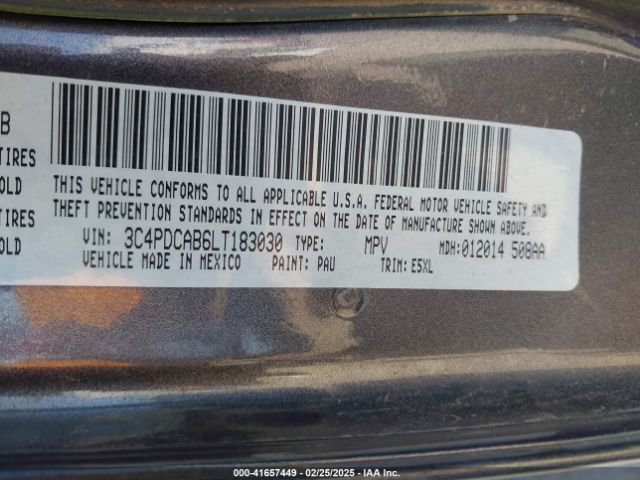 B
TIRES
OLD
TIRES
OLD
THIS VEHICLE CONFORMS TO ALL APPLICABLE U.S.A. FEDERAL MOTOR VEHICLE SAFETY AND
THEFT PREVENTION STANDARDS IN EFFECT ON THE DATE OF MANUFACTURE SHOWN ABOVE.
VIN: 3C4PDCAB6LT183030 TYPE: MPV MDH: 012014 508AA
VEHICLE MADE IN MEXICO PAINT: PAU TRIM: E5XL
000-41657449 - 02/25/2025 - IAA Inc.